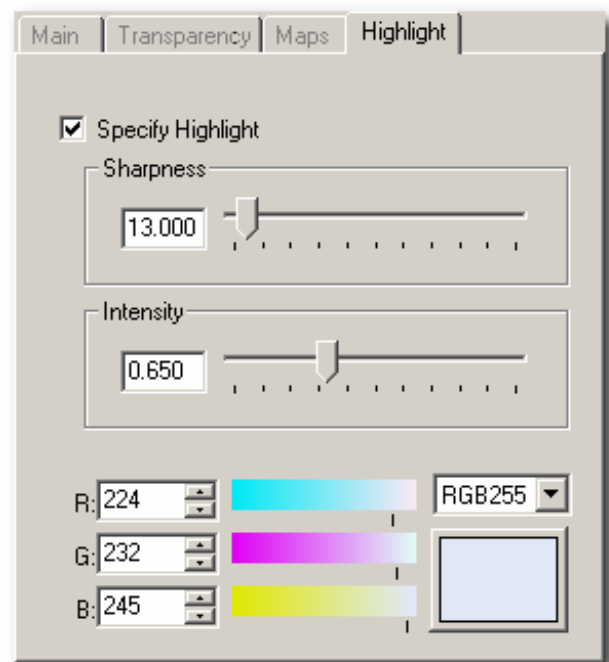 Main Transparency Maps Highlight
Specify Highlight
Sharpness
13.000
Intensity
0.650
R: 224 RGB255
G: 232
B: 245